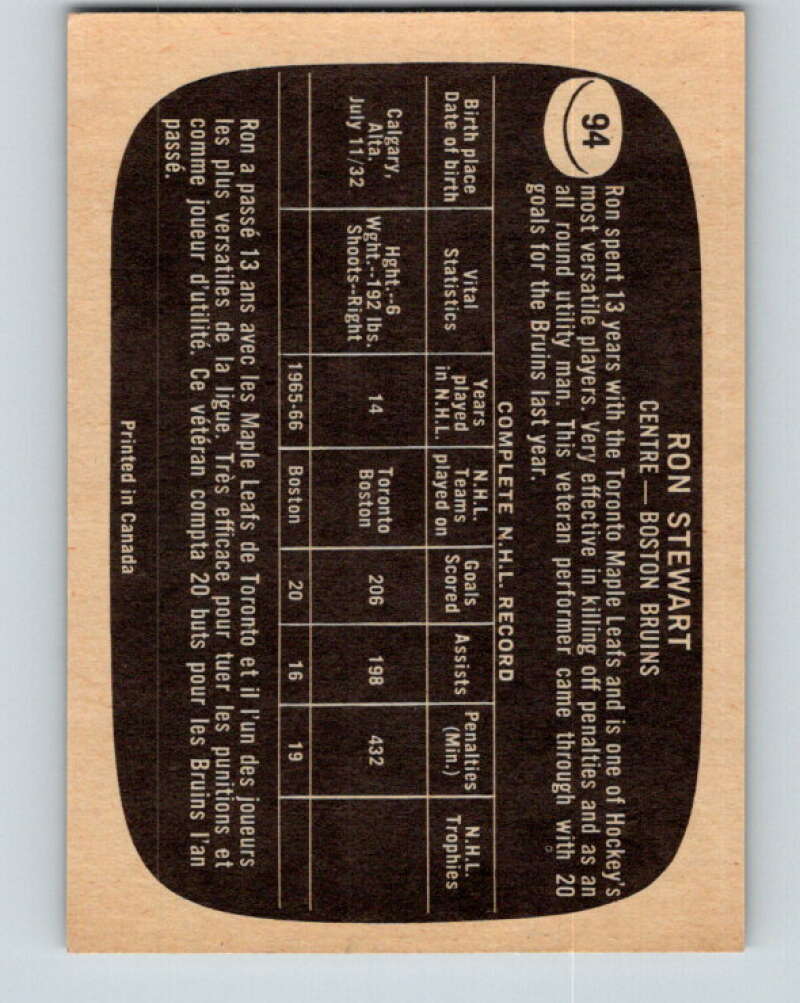 RON STEWART
CENTRE — BOSTON BRUINS
94
Ron spent 13 years with the Toronto Maple Leafs and is one of Hockey's
most versatile players. Very effective in killing off penalties and as an
all round utility man. This veteran performer came through with 20
goals for the Bruins last year.
COMPLETE N.H.L. RECORD
Birth place
Date of birth
Vital
Statistics
Years
played
in N.H.L.
N.H.L.
Teams
played on
Goals
Scored
Assists
Penalties
(Min.)
N.H.L.
Trophies
Calgary,
Alta.
July 11/32
Hght.--6
Wght.--192 lbs.
Shoots--Right
14
Toronto
Boston
206
198
432
1965-66
Boston
20
16
19
Ron a passé 13 ans avec les Maple Leafs de Toronto et il l'un des joueurs
les plus versatiles de la ligue. Très efficace pour tuer les punitions et
comme joueur d'utilité. Ce vétéran compta 20 buts pour les Bruins l'an
passé.
Printed in Canada